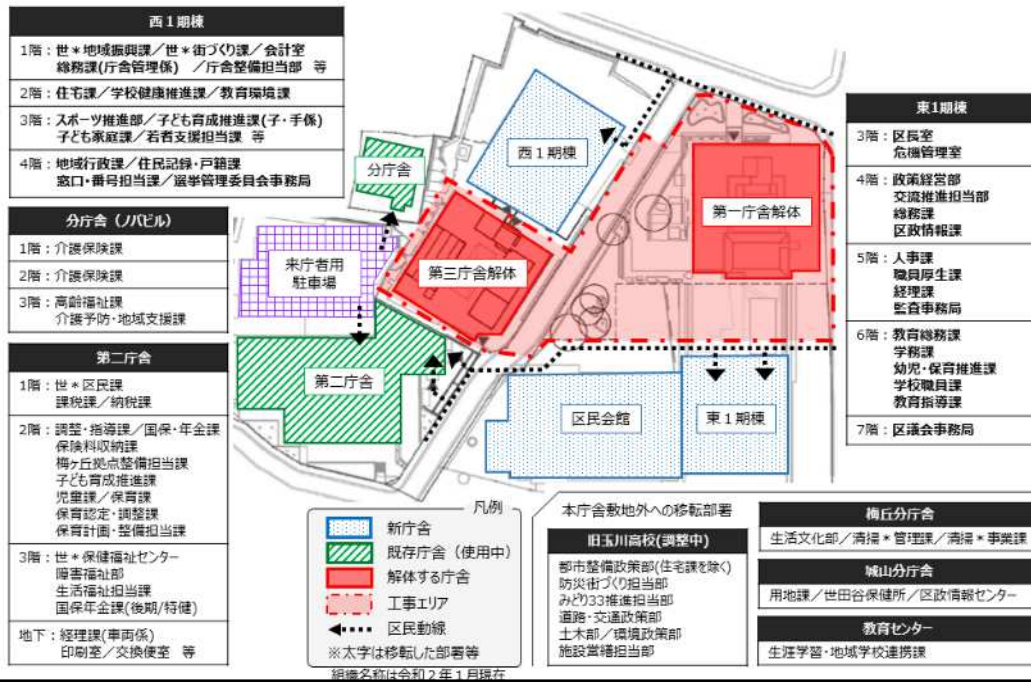 西1期棟
1階：世＊地域振興課／世＊街づくり課／会計室
総務課(庁舎管理係) ／庁舎整備担当部 等
2階：住宅課／学校健康推進課／教育環境課
3階：スポーツ推進部／子ども育成推進課(子・手係)
子ども家庭課／若者支援担当課 等
4階：地域行政課／住民記録・戸籍課
窓口・番号担当課／選挙管理委員会事務局
分庁舎（ノバビル）
1階：介護保険課
2階：介護保険課
3階：高齢福祉課
介護予防・地域支援課
第二庁舎
1階：世＊区民課
課税課／納税課
2階：調整・指導課／国保・年金課
保険料収納課
梅ヶ丘拠点整備担当課
子ども育成推進課
児童課／保育課
保育認定・調整課
保育計画・整備担当課
3階：世＊保健福祉センター
障害福祉部
生活福祉担当課
国保年金課(後期/特健)
地下：経理課(車両係)
印刷室／交換便室 等
西1期棟
分庁舎
第一庁舎解体
来庁者用
駐車場
第三庁舎解体
第二庁舎
区民会館
東1期棟
東1期棟
3階：区長室
危機管理室
4階：政策経営部
交流推進担当部
総務課
区政情報課
5階：人事課
職員厚生課
経理課
監査事務局
6階：教育総務課
学務課
幼児・保育推進課
学校職員課
教育指導課
7階：区議会事務局
凡例
新庁舎
既存庁舎（使用中）
解体する庁舎
工事エリア
区民動線
※太字は移転した部署等
組織名称は令和２年１月現在
本庁舎敷地外への移転部署
旧玉川高校(調整中)
都市整備政策部(住宅課を除く)
防災街づくり担当部
みどり33推進担当部
道路・交通政策部
土木部／環境政策部
施設営繕担当部
梅丘分庁舎
生活文化部／清掃＊管理課／清掃＊事業課
城山分庁舎
用地課／世田谷保健所／区政情報センター
教育センター
生涯学習・地域学校連携課